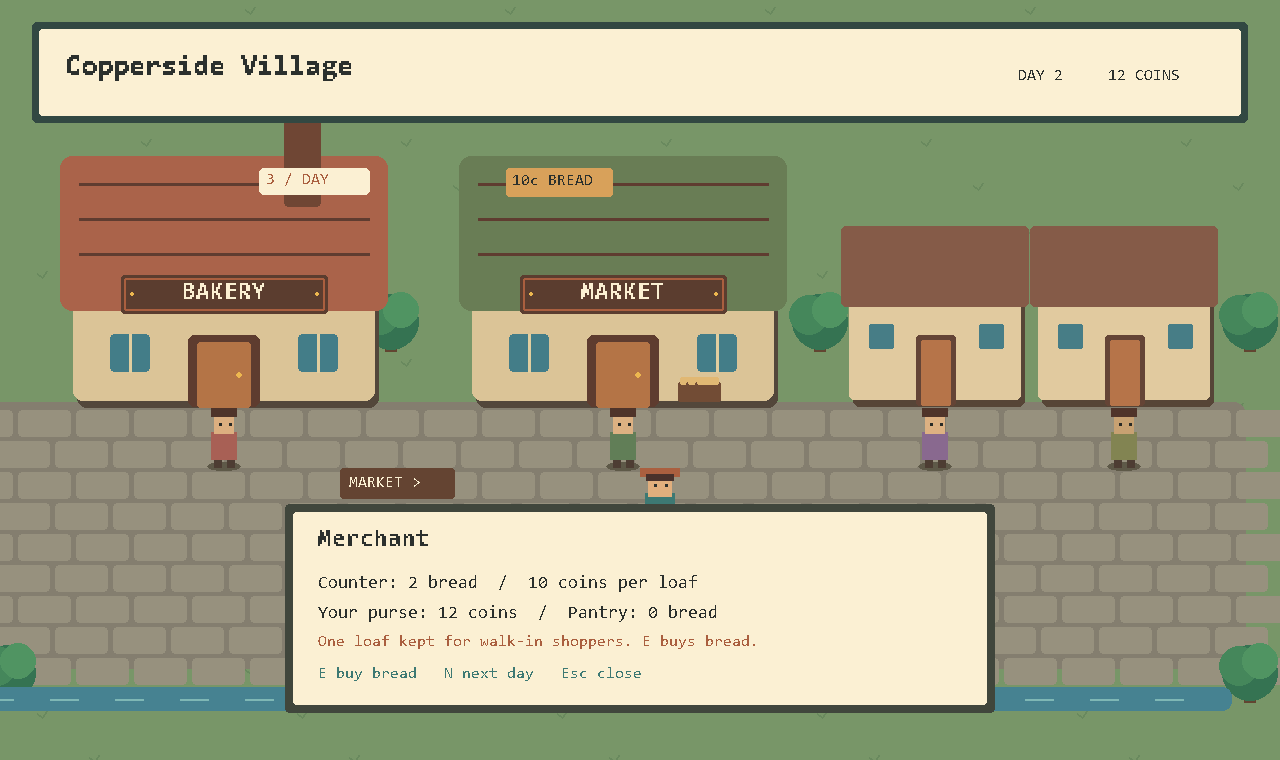 Copperside Village
DAY 2 12 COINS
3 / DAY
10c BREAD
BAKERY
MARKET
MARKET >
Merchant
Counter: 2 bread / 10 coins per loaf
Your purse: 12 coins / Pantry: 0 bread
One loaf kept for walk-in shoppers. E buys bread.
E buy bread N next day Esc close